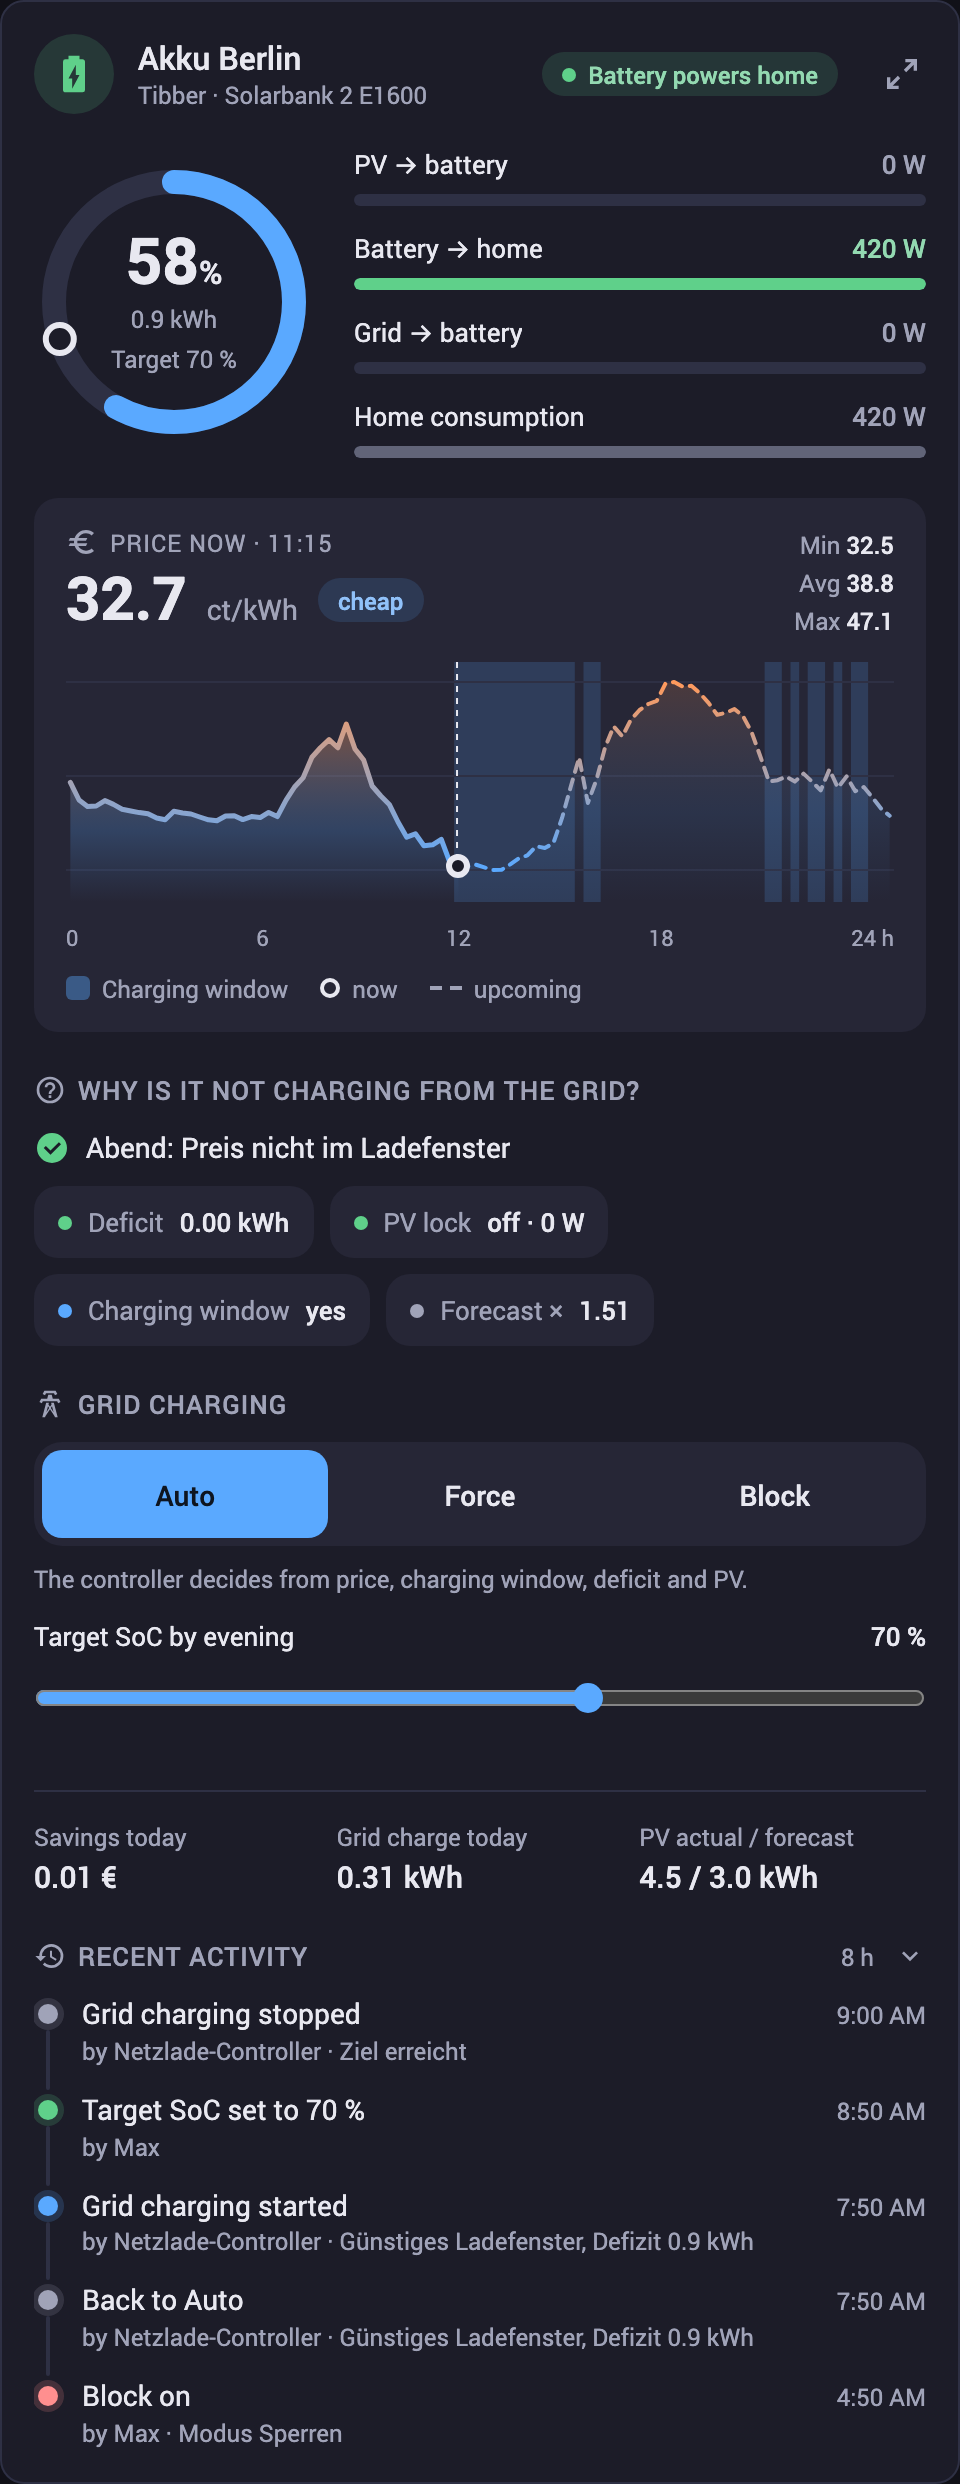 Akku Berlin
Tibber · Solarbank 2 E1600
Battery powers home
58%
0.9 kWh
Target 70 %
PV → battery 0 W
Battery → home 420 W
Grid → battery 0 W
Home consumption 420 W
PRICE NOW · 11:15
32.7 ct/kWh cheap
Min 32.5
Avg 38.8
Max 47.1
0 6 12 18 24 h
Charging window now upcoming
WHY IS IT NOT CHARGING FROM THE GRID?
Abend: Preis nicht im Ladefenster
Deficit 0.00 kWh PV lock off · 0 W
Charging window yes Forecast × 1.51
GRID CHARGING
Auto Force Block
The controller decides from price, charging window, deficit and PV.
Target SoC by evening 70 %
Savings today Grid charge today PV actual / forecast
0.01 € 0.31 kWh 4.5 / 3.0 kWh
RECENT ACTIVITY 8 h
Grid charging stopped 9:00 AM
by Netzlade-Controller · Ziel erreicht
Target SoC set to 70 % 8:50 AM
by Max
Grid charging started 7:50 AM
by Netzlade-Controller · Günstiges Ladefenster, Defizit 0.9 kWh
Back to Auto 7:50 AM
by Netzlade-Controller · Günstiges Ladefenster, Defizit 0.9 kWh
Block on 4:50 AM
by Max · Modus Sperren